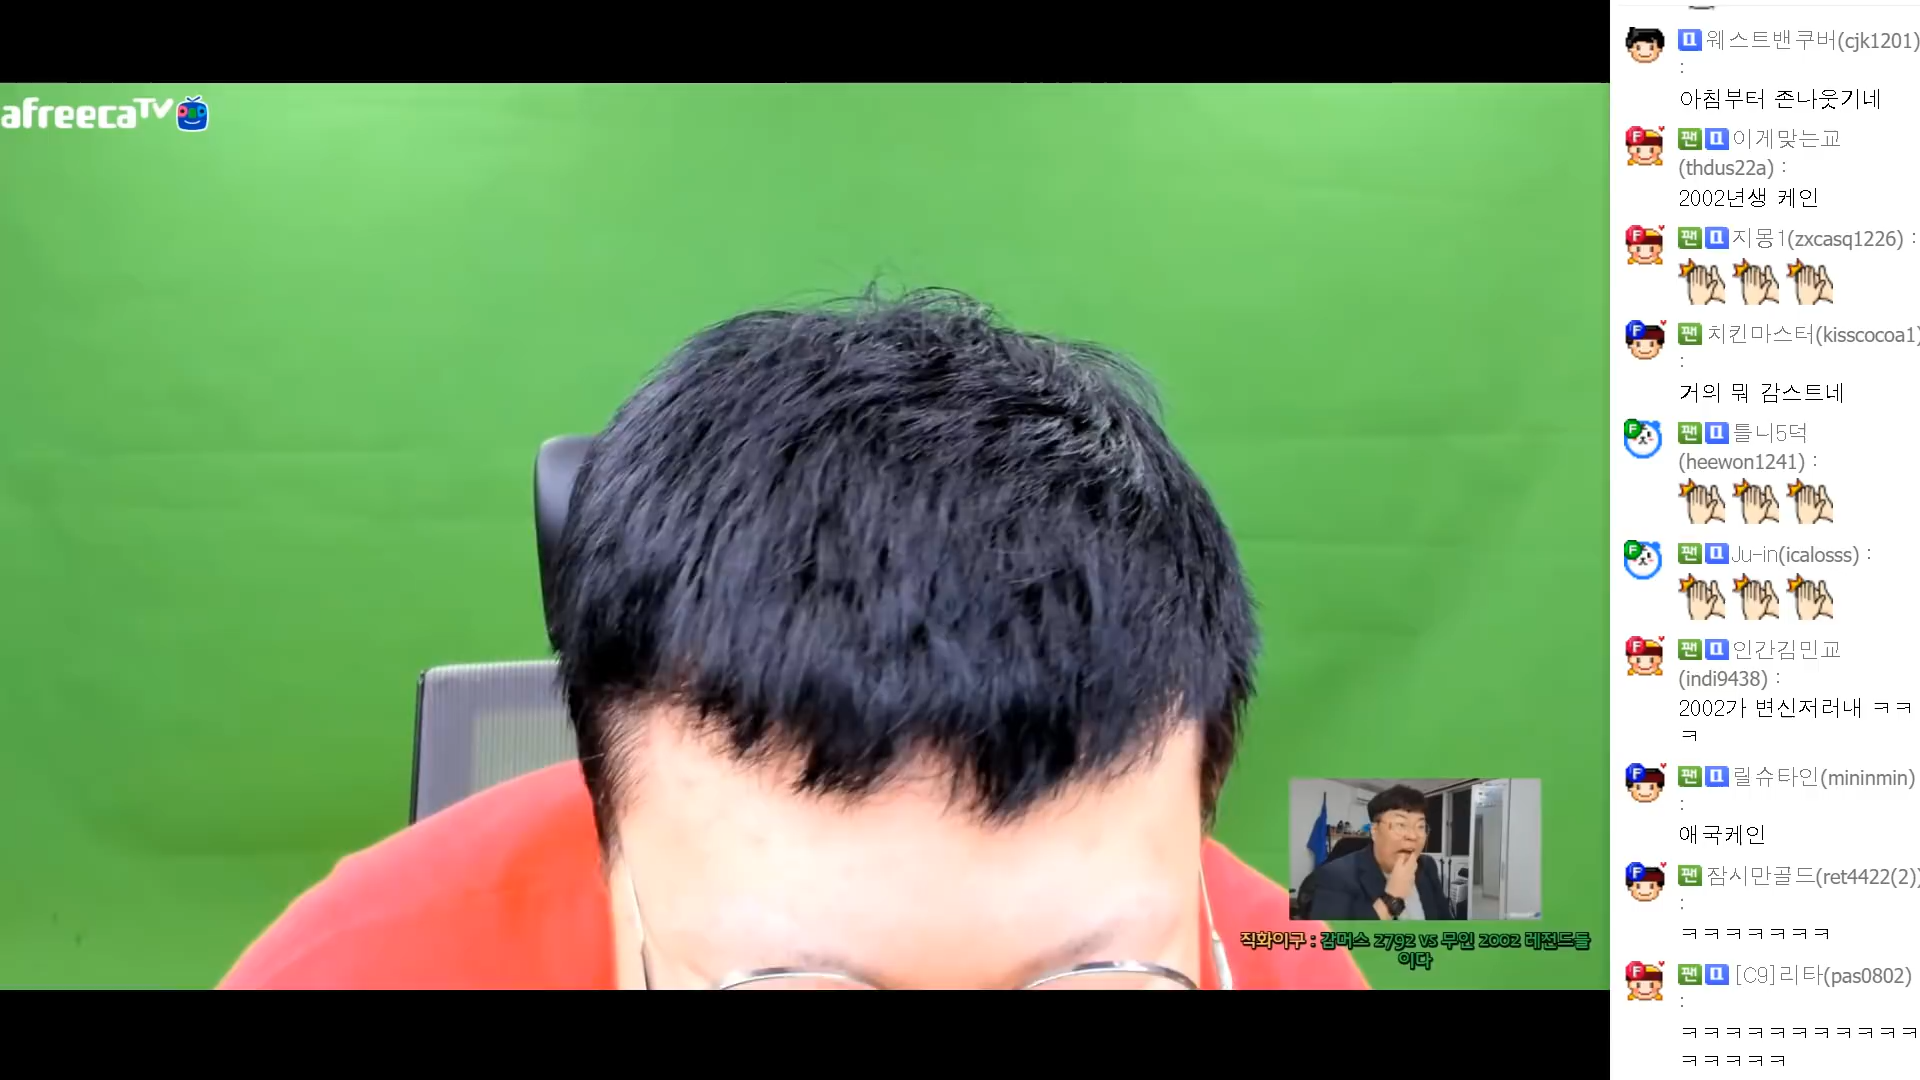 afreecaTV
직화이구 : 감머스 2792 vs 무인 2002 레전드들
이다
웨스트밴쿠버(cjk1201)
:
아침부터 존나웃기네
팬 이게맞는교
(thdus22a) :
2002년생 케인
팬 지몽1(zxcasq1226) :
팬 치킨마스터(kisscocoa1)
:
거의 뭐 감스트네
팬 틀니5덕
(heewon1241) :
팬 Ju-in(icalosss) :
팬 인간김민교
(indi9438) :
2002가 변신저러내 ㅋㅋ
ㅋ
팬 릴슈타인(mininmin)
:
애국케인
팬 잠시만골드(ret4422(2))
:
ㅋㅋㅋㅋㅋㅋㅋ
팬 [C9]리타(pas0802)
:
ㅋㅋㅋㅋㅋㅋㅋㅋㅋㅋㅋ
ㅋㅋㅋㅋㅋ